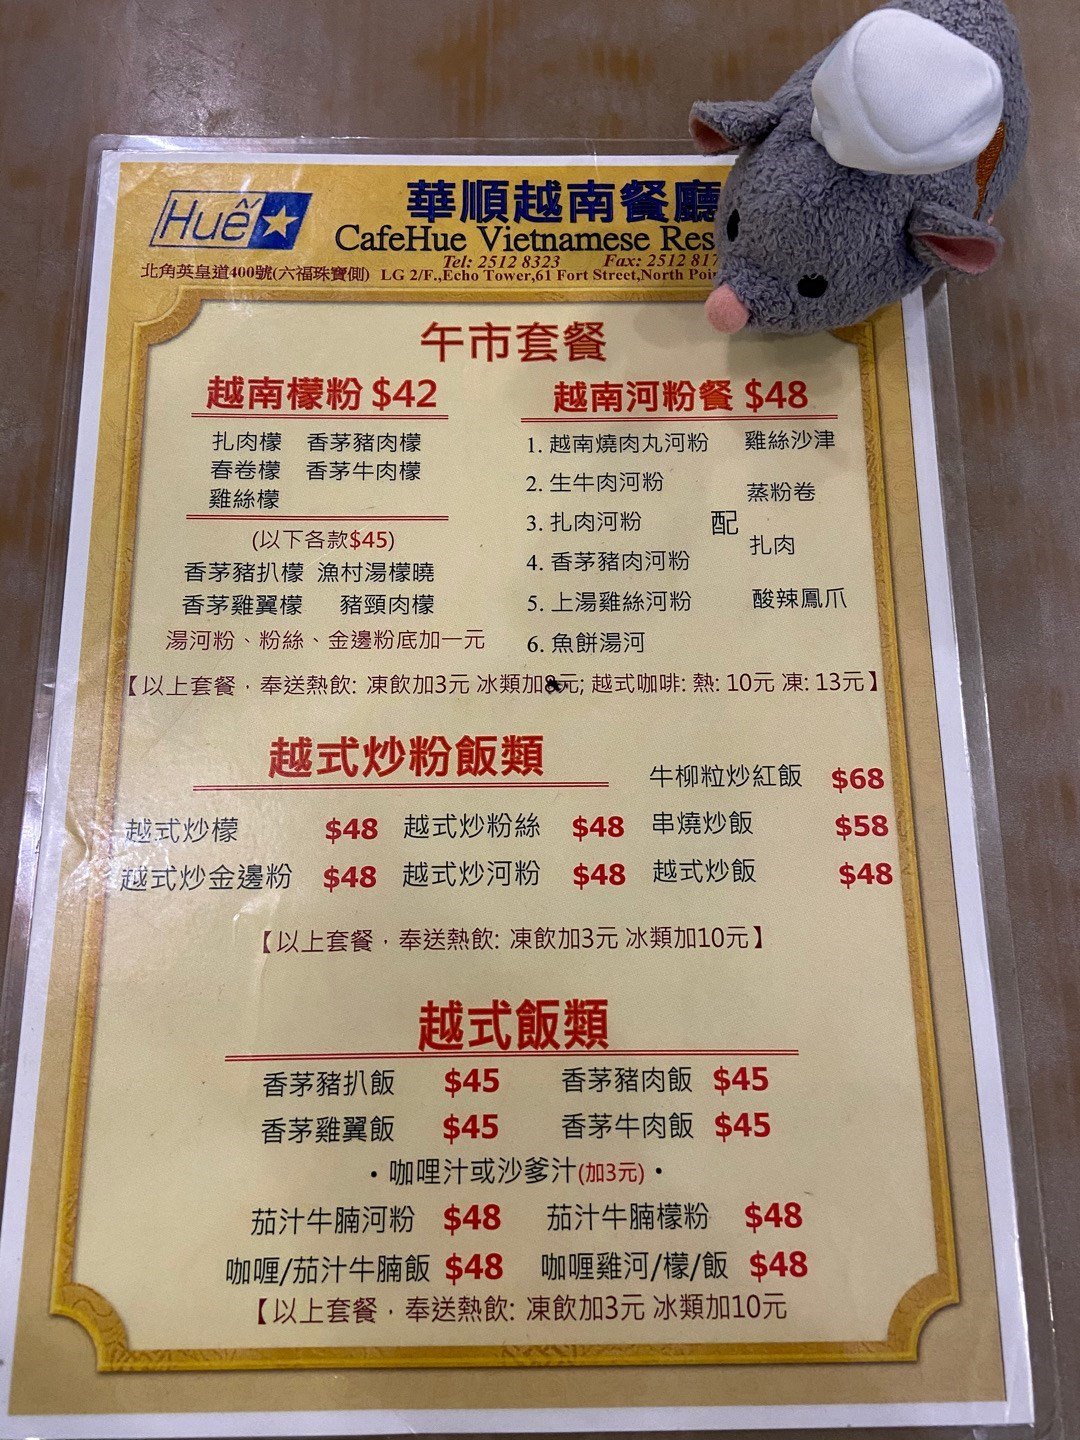 Huế
華順越南餐廳
CafeHue Vietnamese Res
Tel: 2512 8323 Fax: 2512 817
北角英皇道400號(六福珠寶側) LG 2/F.,Echo Tower,61 Fort Street,North Poin
午市套餐
越南檬粉 $42
扎肉檬 香茅豬肉檬
春卷檬 香茅牛肉檬
雞絲檬
(以下各款$45)
香茅豬扒檬 漁村湯檬曉
香茅雞翼檬 豬頸肉檬
湯河粉、粉絲、金邊粉底加一元
越南河粉餐 $48
1. 越南燒肉丸河粉
2. 生牛肉河粉
3. 扎肉河粉
4. 香茅豬肉河粉
5. 上湯雞絲河粉
6. 魚餅湯河
配
雞絲沙津
蒸粉卷
扎肉
酸辣鳳爪
【以上套餐，奉送熱飲: 凍飲加3元 冰類加元; 越式咖啡: 熱: 10元 凍: 13元】
越式炒粉飯類
牛柳粒炒紅飯 $68
越式炒檬 $48 越式炒粉絲 $48 串燒炒飯 $58
越式炒金邊粉 $48 越式炒河粉 $48 越式炒飯 $48
【以上套餐，奉送熱飲: 凍飲加3元 冰類加10元】
越式飯類
香茅豬扒飯 $45 香茅豬肉飯 $45
香茅雞翼飯 $45 香茅牛肉飯 $45
• 咖哩汁或沙爹汁(加3元) •
茄汁牛腩河粉 $48 茄汁牛腩檬粉 $48
咖喱/茄汁牛腩飯 $48 咖喱雞河/檬/飯 $48
【以上套餐，奉送熱飲: 凍飲加3元 冰類加10元